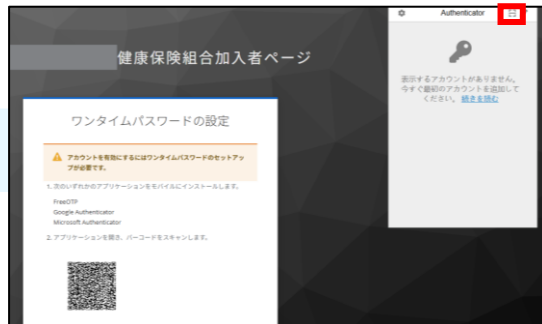 健康保険組合加入者ページ
ワンタイムパスワードの設定
アカウントを有効にするにはワンタイムパスワードのセットアッ
プが必要です。
1. 次のいずれかのアプリケーションをモバイルにインストールします。
FreeOTP
Google Authenticator
Microsoft Authenticator
2. アプリケーションを開き、バーコードをスキャンします。
Authenticator
表示するアカウントがありません。
今すぐ最初のアカウントを追加して
ください。 続きを読む